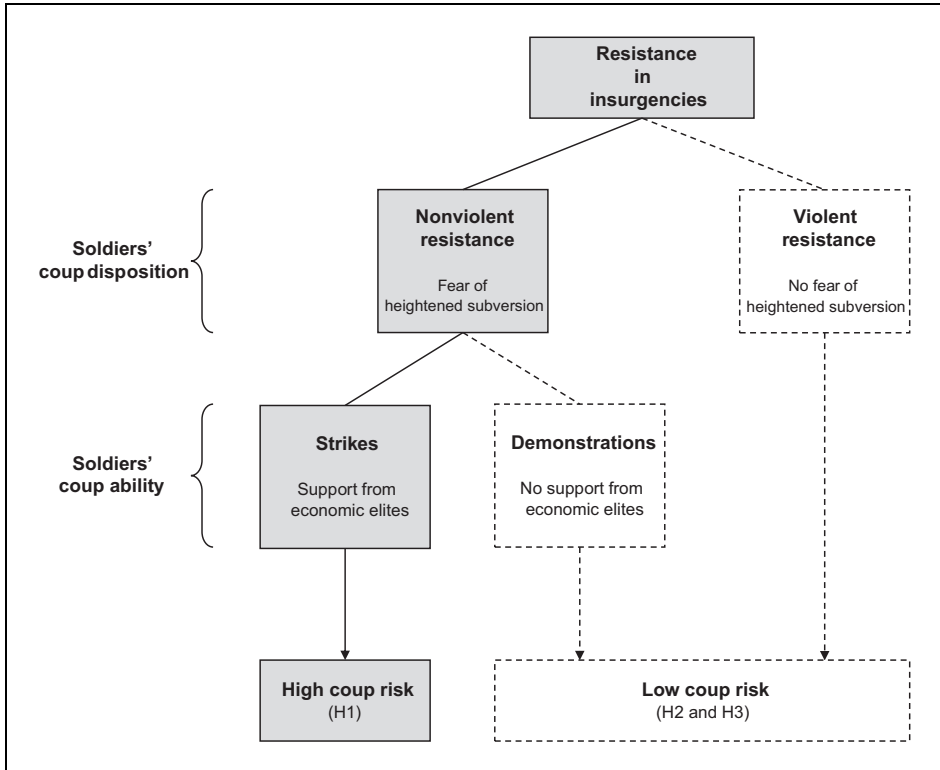 Resistance
in
insurgencies
Soldiers'
coup disposition
Nonviolent
resistance
Fear of
heightened subversion
Violent
resistance
No fear of
heightened subversion
Soldiers'
coup ability
Strikes
Support from
economic elites
Demonstrations
No support from
economic elites
High coup risk
(H1)
Low coup risk
(H2 and H3)